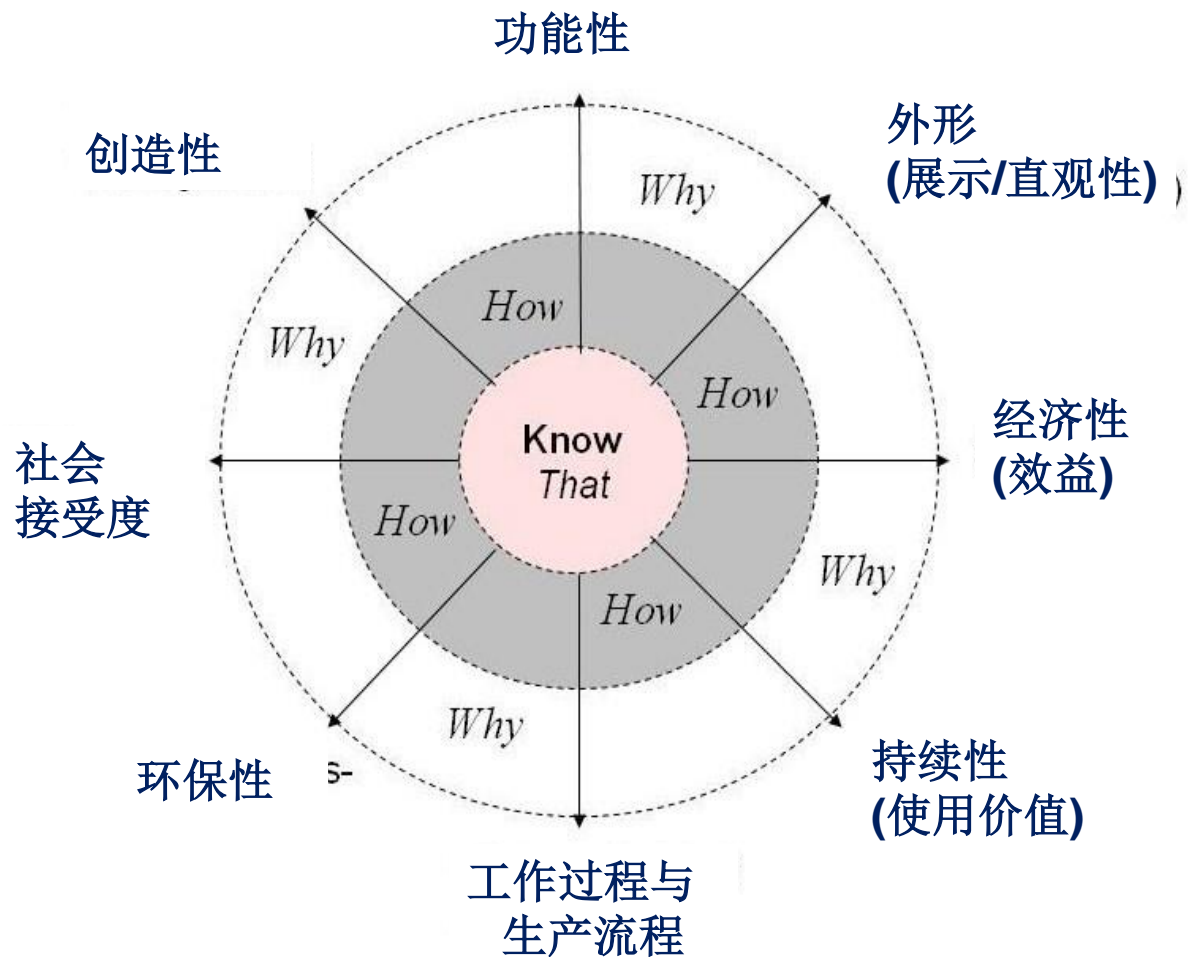 功能性
创造性
外形
(展示/直观性)
)
Why
How
Why
How
Know
That
经济性
(效益)
社会
接受度
How
Why
How
Why
环保性
s-
持续性
(使用价值)
工作过程与
生产流程